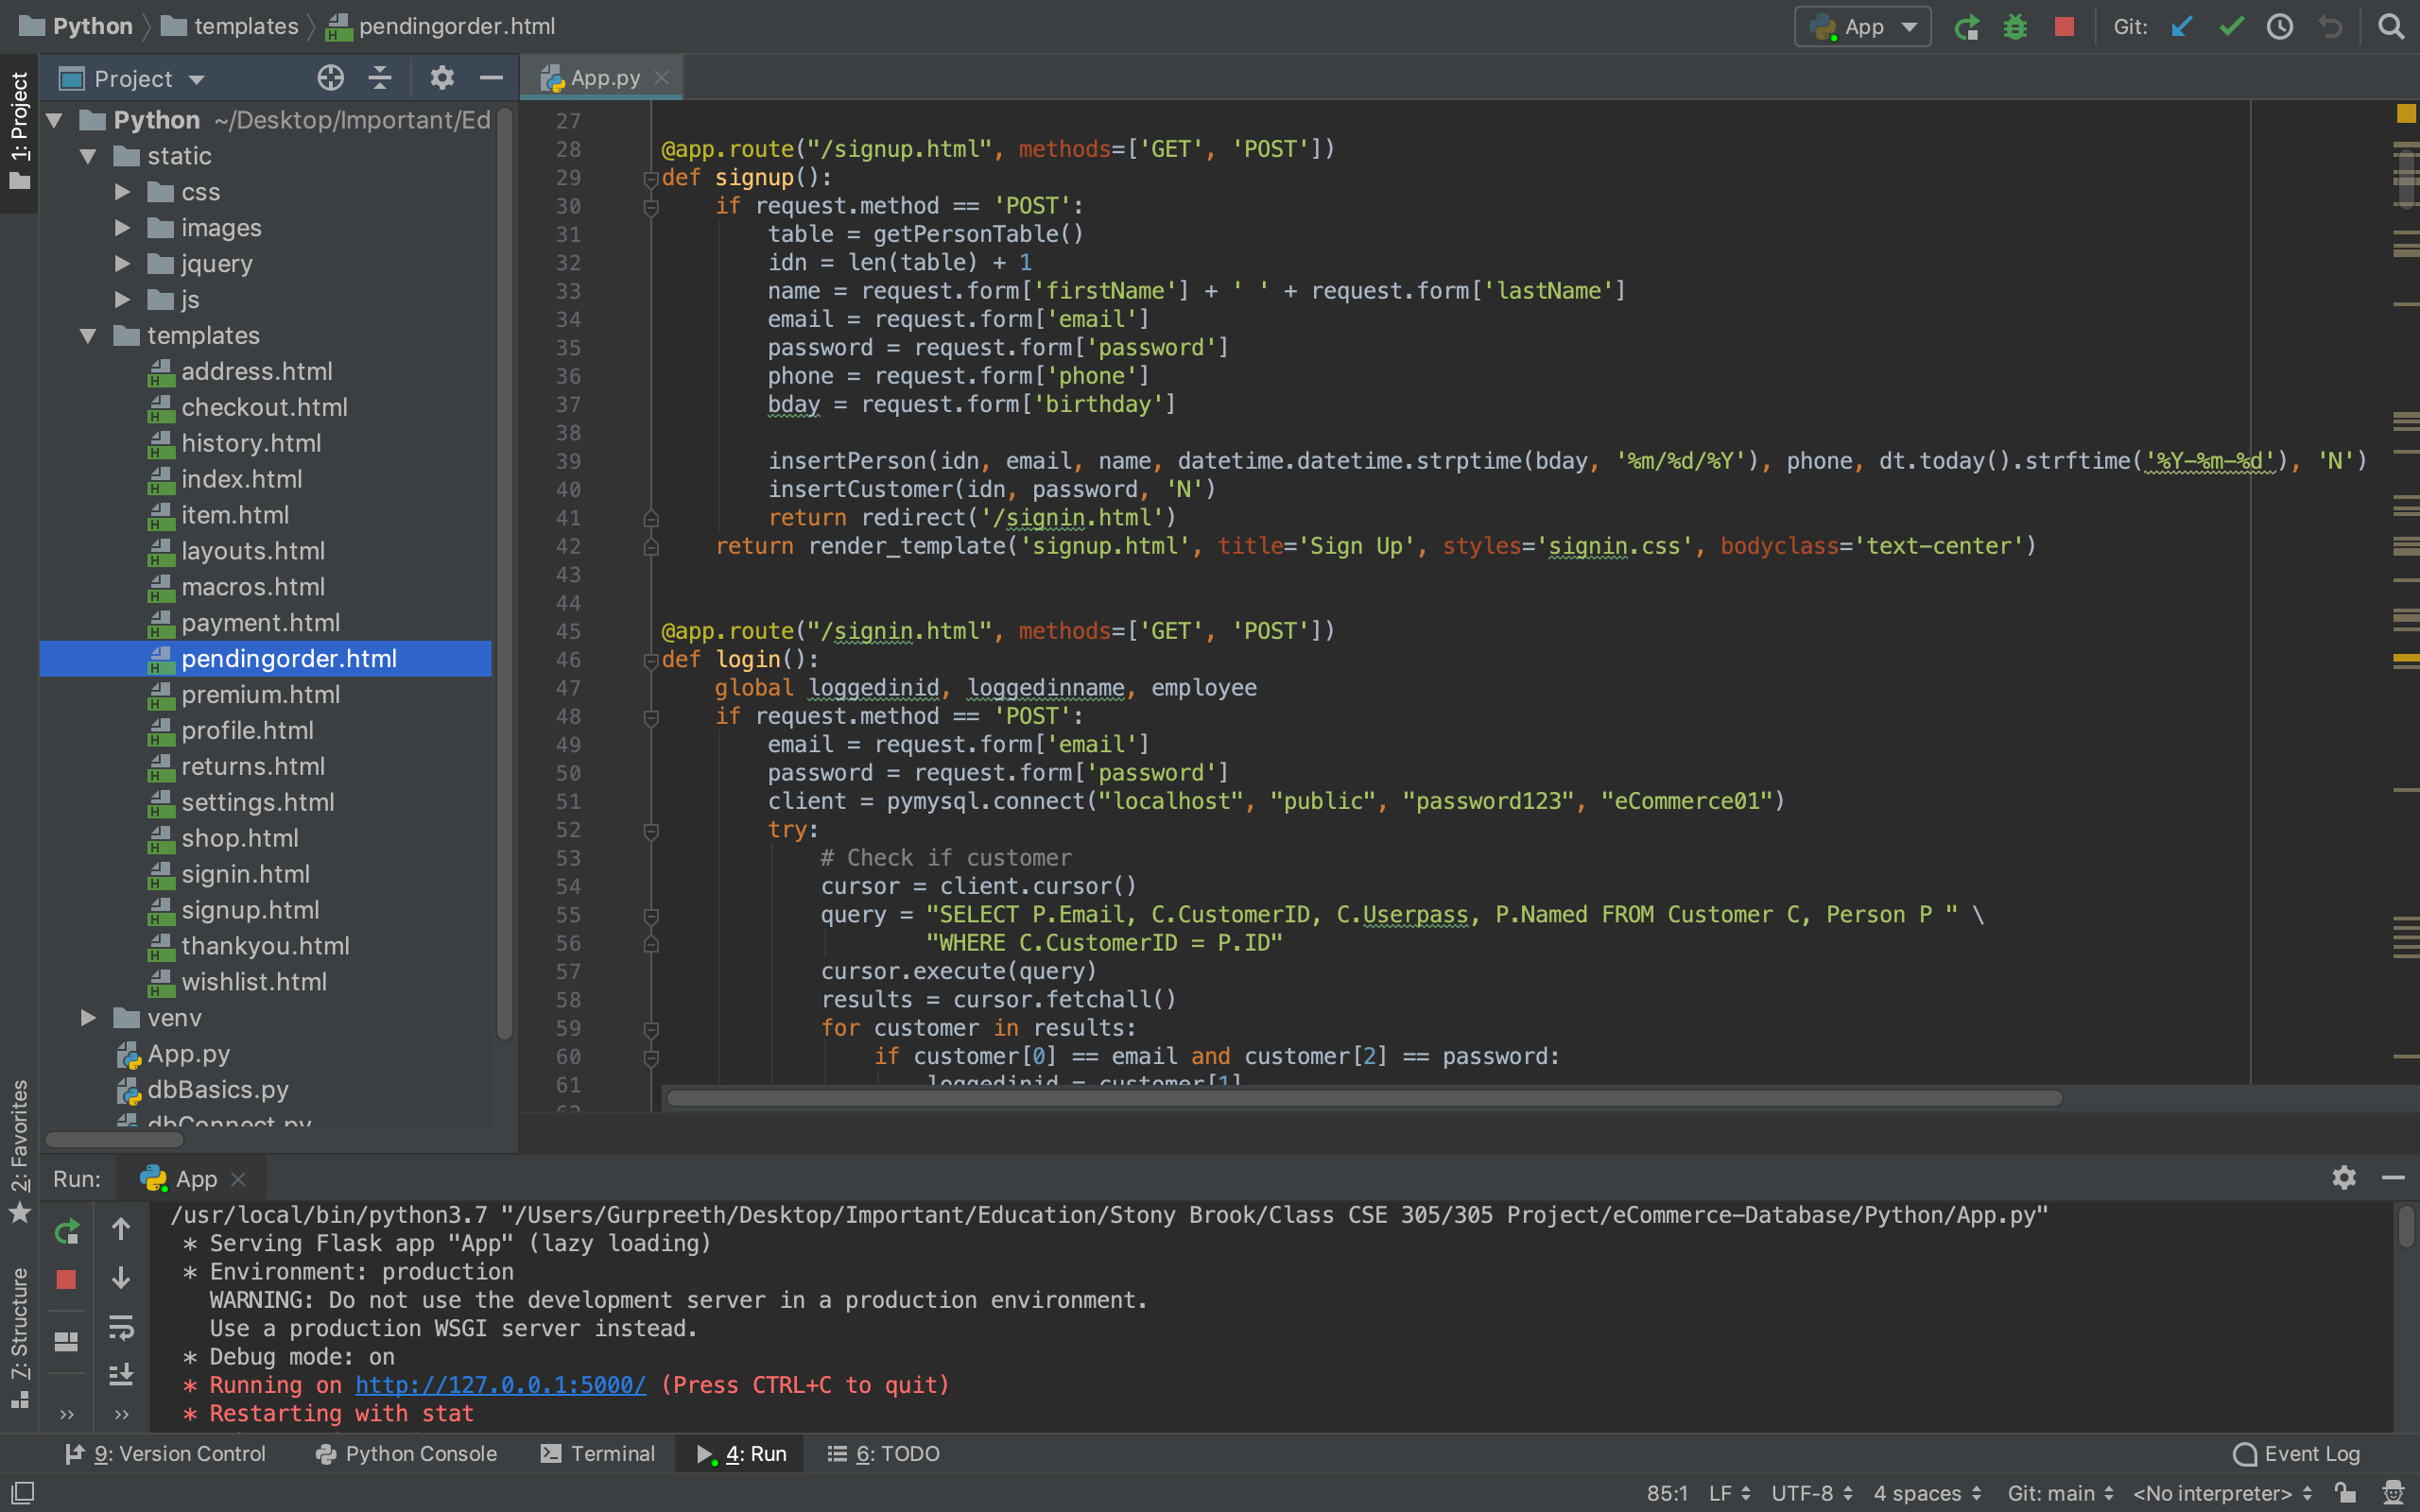 Python templates pendingorder.html App Git:
1: Project
2: Favorites
7: Structure
Project
Python ~/Desktop/Important/Ed
static
css
images
jquery
js
templates
address.html
checkout.html
history.html
index.html
item.html
layouts.html
macros.html
payment.html
pendingorder.html
premium.html
profile.html
returns.html
settings.html
shop.html
signin.html
signup.html
thankyou.html
wishlist.html
venv
App.py
dbBasics.py
dbConnect.py
App.py
27
28 @app.route("/signup.html", methods=['GET', 'POST'])
29 def signup():
30 if request.method == 'POST':
31 table = getPersonTable()
32 idn = len(table) + 1
33 name = request.form['firstName'] + ' ' + request.form['lastName']
34 email = request.form['email']
35 password = request.form['password']
36 phone = request.form['phone']
37 bday = request.form['birthday']
38
39 insertPerson(idn, email, name, datetime.datetime.strptime(bday, '%m/%d/%Y'), phone, dt.today().strftime('%Y-%m-%d'), 'N')
40 insertCustomer(idn, password, 'N')
41 return redirect('/signin.html')
42 return render_template('signup.html', title='Sign Up', styles='signin.css', bodyclass='text-center')
43
44
45 @app.route("/signin.html", methods=['GET', 'POST'])
46 def login():
47 global loggedinid, loggedinname, employee
48 if request.method == 'POST':
49 email = request.form['email']
50 password = request.form['password']
51 client = pymysql.connect("localhost", "public", "password123", "eCommerce01")
52 try:
53 # Check if customer
54 cursor = client.cursor()
55 query = "SELECT P.Email, C.CustomerID, C.Userpass, P.Named FROM Customer C, Person P " \
56 "WHERE C.CustomerID = P.ID"
57 cursor.execute(query)
58 results = cursor.fetchall()
59 for customer in results:
60 if customer[0] == email and customer[2] == password:
61 loggedinid = customer[1]
Run: App
/usr/local/bin/python3.7 "/Users/Gurpreeth/Desktop/Important/Education/Stony Brook/Class CSE 305/305 Project/eCommerce-Database/Python/App.py"
* Serving Flask app "App" (lazy loading)
* Environment: production
WARNING: Do not use the development server in a production environment.
Use a production WSGI server instead.
* Debug mode: on
* Running on http://127.0.0.1:5000/ (Press CTRL+C to quit)
* Restarting with stat
9: Version Control Python Console Terminal 4: Run 6: TODO Event Log
85:1 LF UTF-8 4 spaces Git: main <No interpreter>